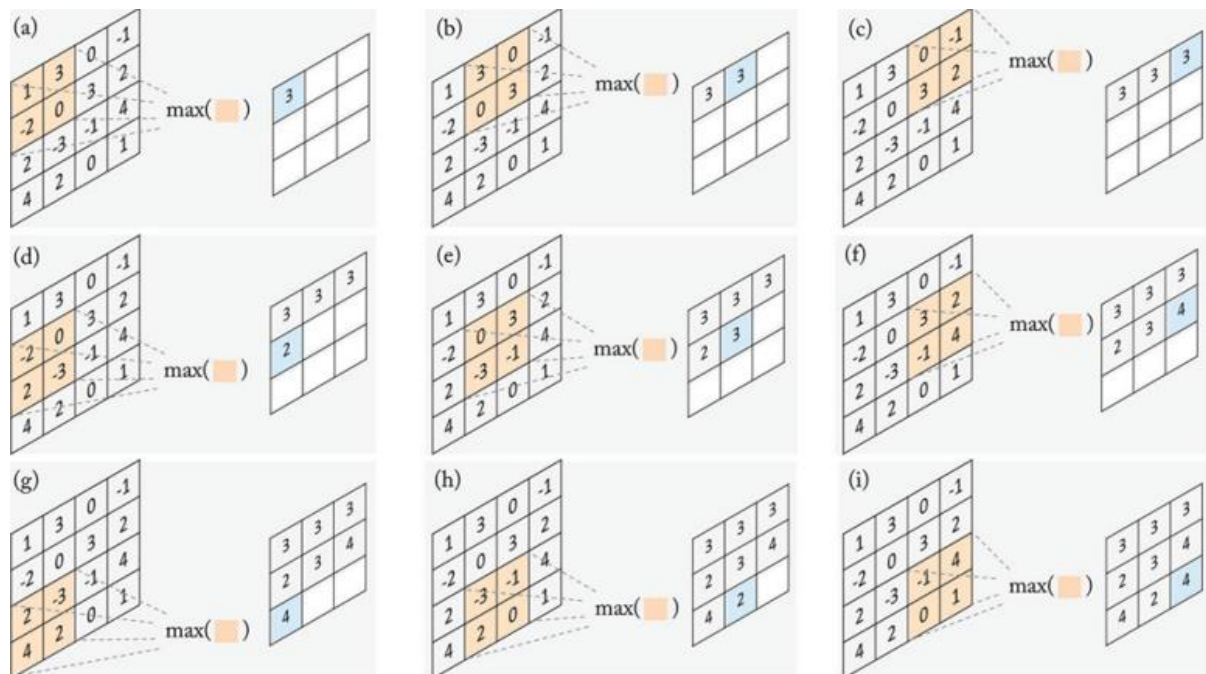 (a)
1 3 0 -1
-2 0 3 2
2 -3 -1 4
4 2 0 1
max( )
3
(b)
1 3 0 -1
-2 0 3 2
2 -3 -1 4
4 2 0 1
max( )
3 3
(c)
1 3 0 -1
-2 0 3 2
2 -3 -1 4
4 2 0 1
max( )
3 3 3
(d)
1 3 0 -1
-2 0 3 2
2 -3 -1 4
4 2 0 1
max( )
3 3 3
2
(e)
1 3 0 -1
-2 0 3 2
2 -3 -1 4
4 2 0 1
max( )
3 3 3
2 3
(f)
1 3 0 -1
-2 0 3 2
2 -3 -1 4
4 2 0 1
max( )
3 3 3
2 3 4
(g)
1 3 0 -1
-2 0 3 2
2 -3 -1 4
4 2 0 1
max( )
3 3 3
2 3 4
4
(h)
1 3 0 -1
-2 0 3 2
2 -3 -1 4
4 2 0 1
max( )
3 3 3
2 3 4
4 2
(i)
1 3 0 -1
-2 0 3 2
2 -3 -1 4
4 2 0 1
max( )
3 3 3
2 3 4
4 2 4